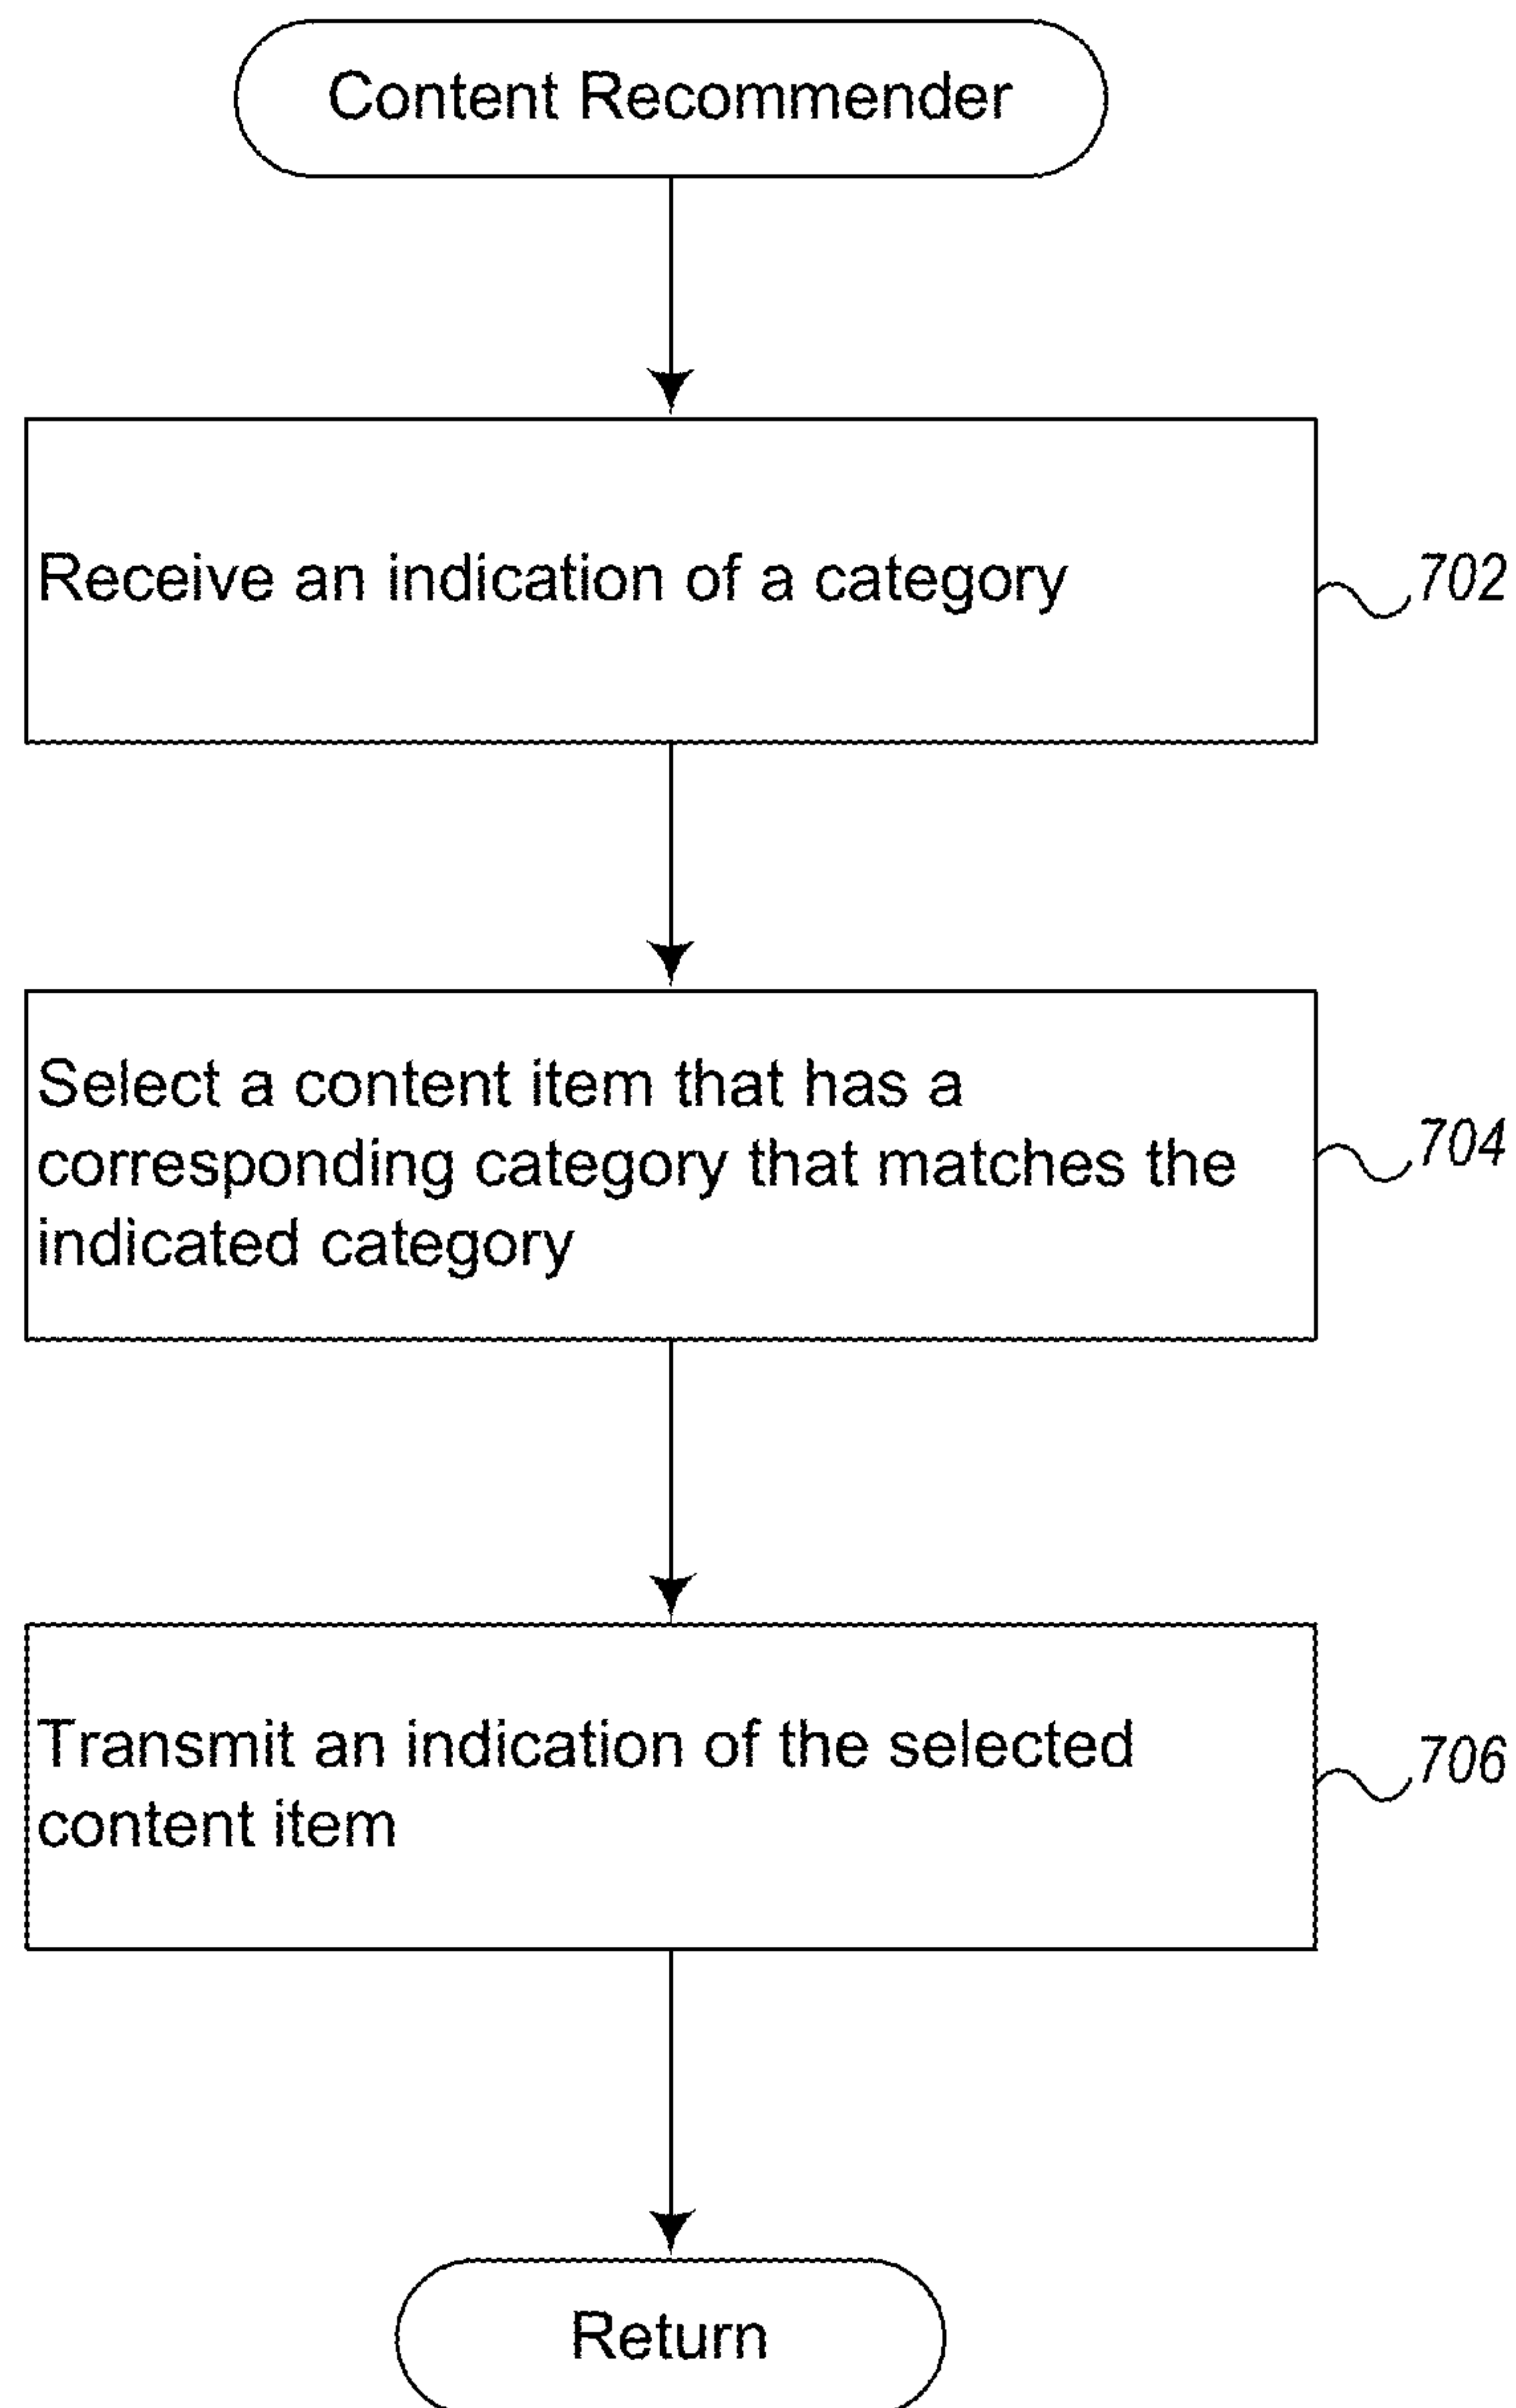 Content Recommender
Receive an indication of a category
702
Select a content item that has a
corresponding category that matches the
indicated category
704
Transmit an indication of the selected
content item
706
Return